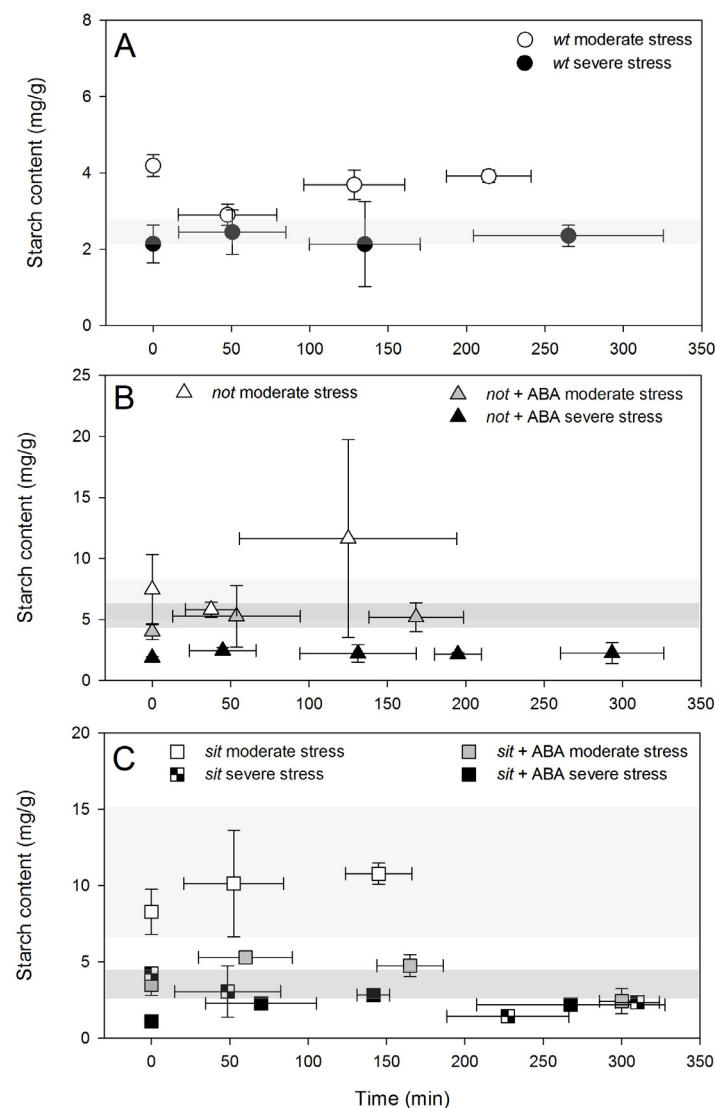 A
wt moderate stress
wt severe stress
8
6
4
2
0
Starch content (mg/g)
0 50 100 150 200 250 300 350
B
not moderate stress
not + ABA moderate stress
not + ABA severe stress
25
20
15
10
5
0
Starch content (mg/g)
0 50 100 150 200 250 300 350
C
sit moderate stress
sit + ABA moderate stress
sit severe stress
sit + ABA severe stress
20
15
10
5
0
Starch content (mg/g)
0 50 100 150 200 250 300 350
Time (min)